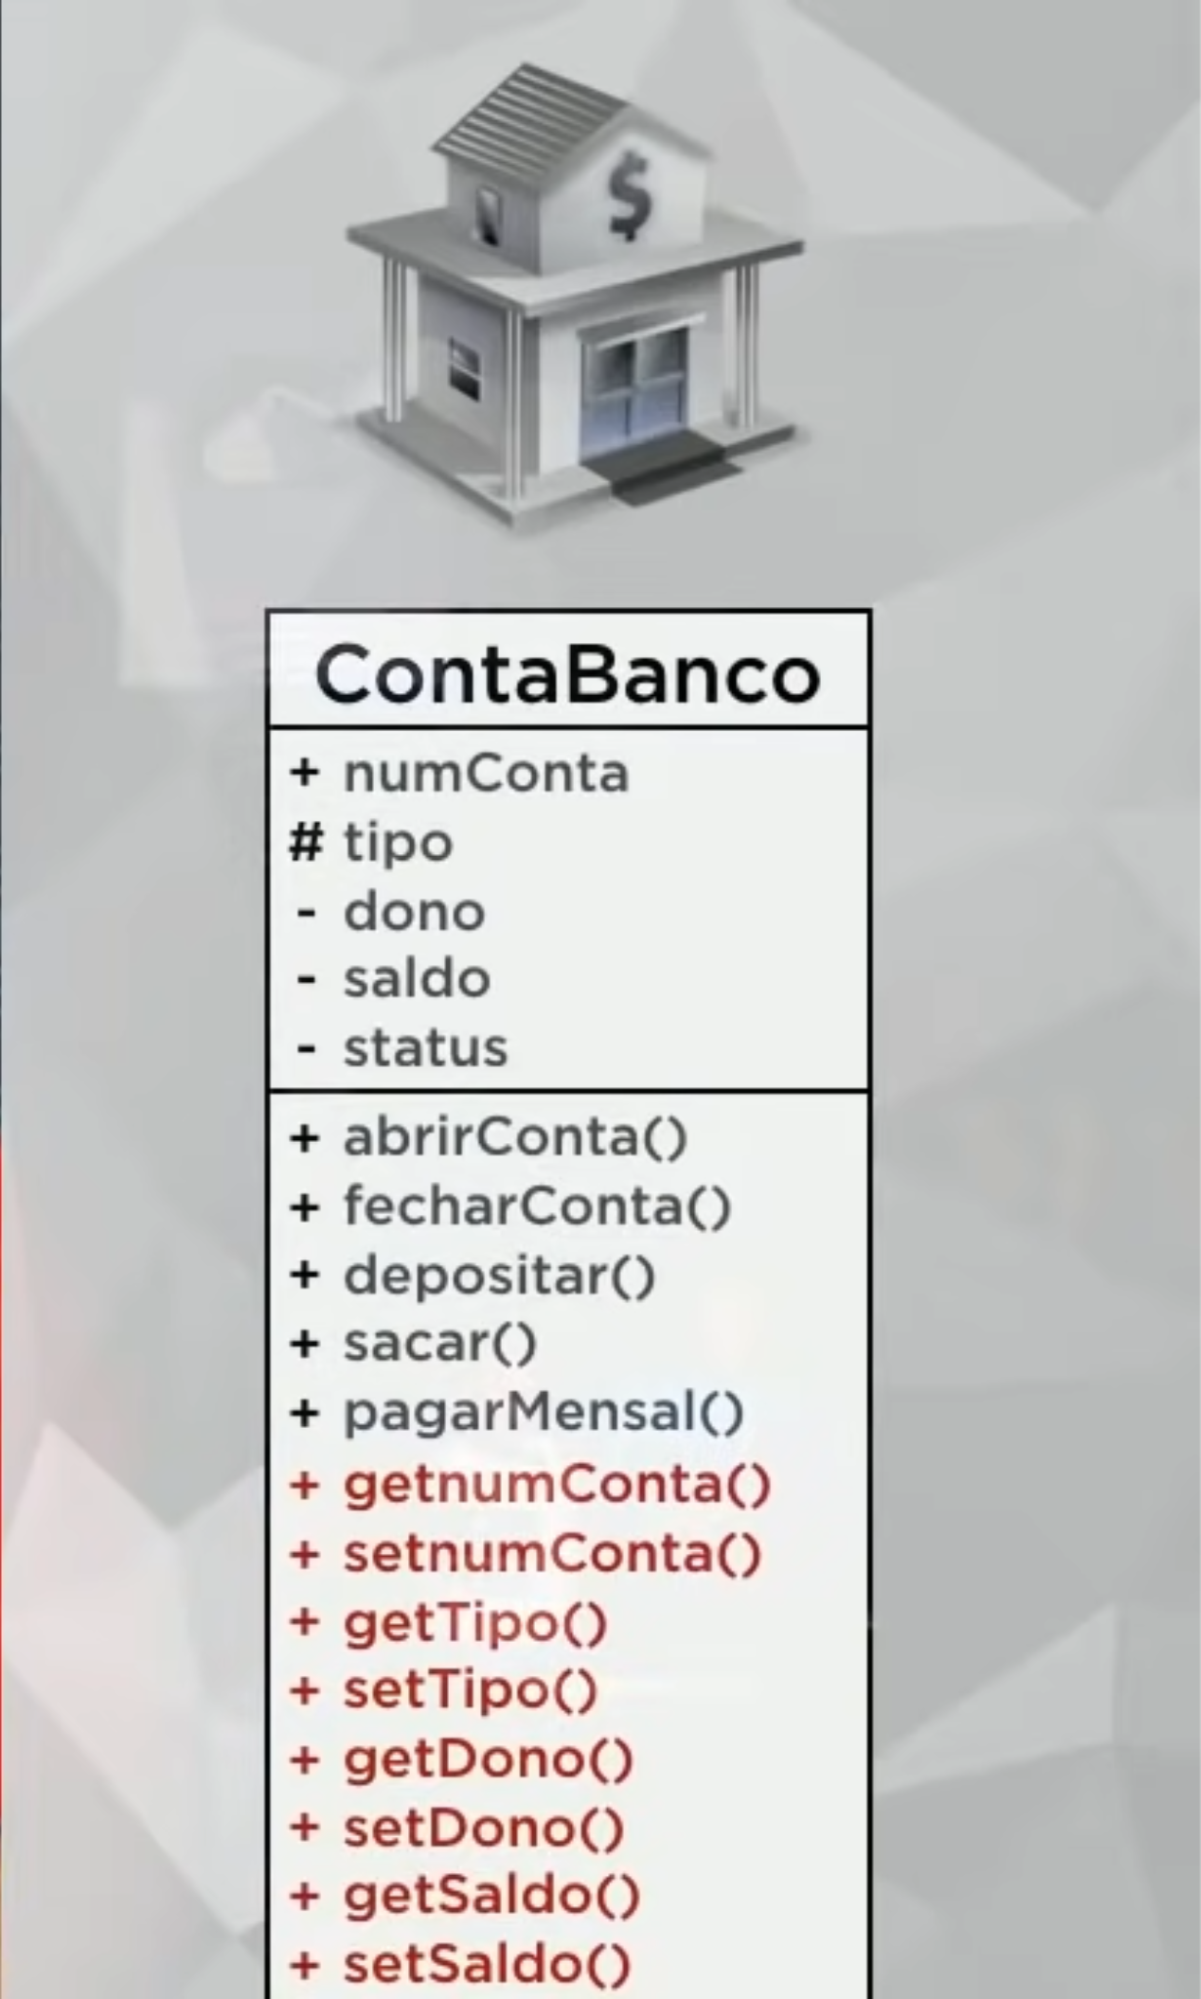 $
ContaBanco
+ numConta
# tipo
- dono
- saldo
- status
+ abrirConta()
+ fecharConta()
+ depositar()
+ sacar()
+ pagarMensal()
+ getnumConta()
+ setnumConta()
+ getTipo()
+ setTipo()
+ getDono()
+ setDono()
+ getSaldo()
+ setSaldo()